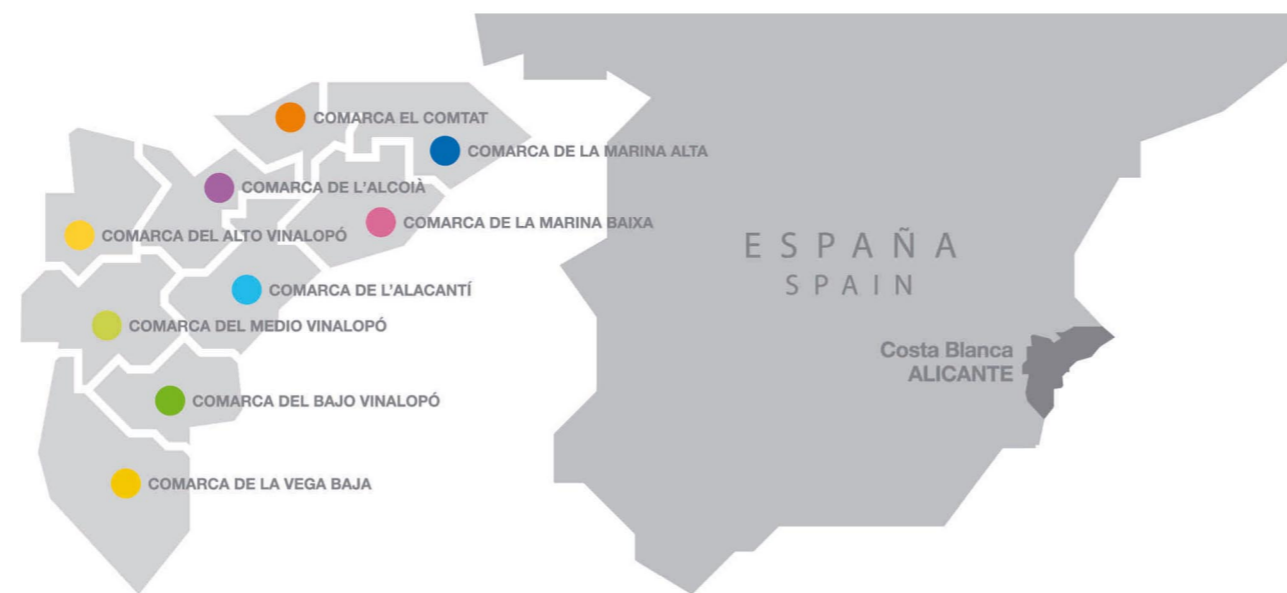 COMARCA EL COMTAT
COMARCA DE LA MARINA ALTA
COMARCA DE L'ALCOIÀ
COMARCA DE LA MARINA BAIXA
COMARCA DEL ALTO VINALOPÓ
COMARCA DE L'ALACANTÍ
COMARCA DEL MEDIO VINALOPÓ
COMARCA DEL BAJO VINALOPÓ
COMARCA DE LA VEGA BAJA
ESPAÑA
SPAIN
Costa Blanca
ALICANTE